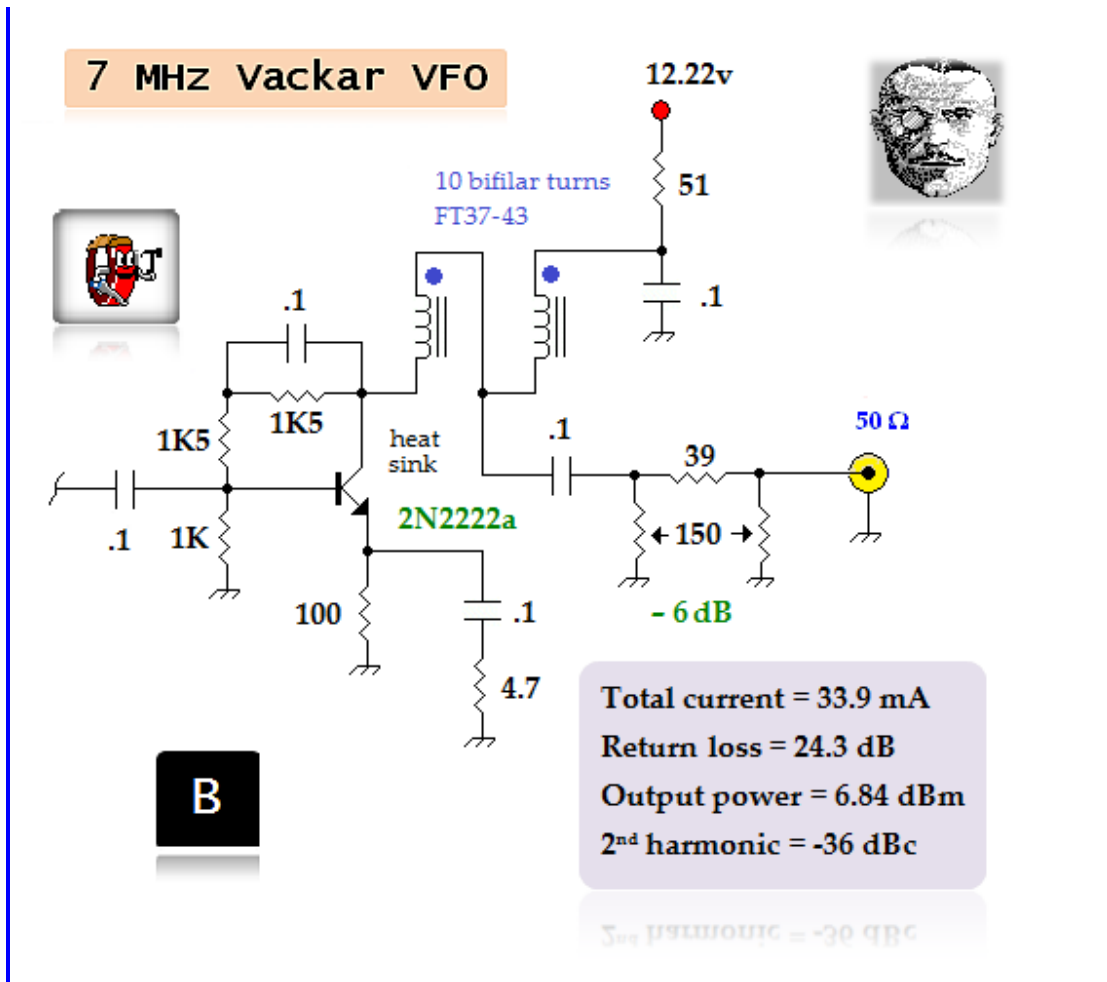 7 MHz Vackar VFO
12.22v
10 bifilar turns
FT37-43
51
.1
.1
1K5
1K5
heat
sink
.1
50 Ω
39
2N2222a
.1
1K
150
100
.1
- 6 dB
4.7
Total current = 33.9 mA
Return loss = 24.3 dB
Output power = 6.84 dBm
2nd harmonic = -36 dBc
B